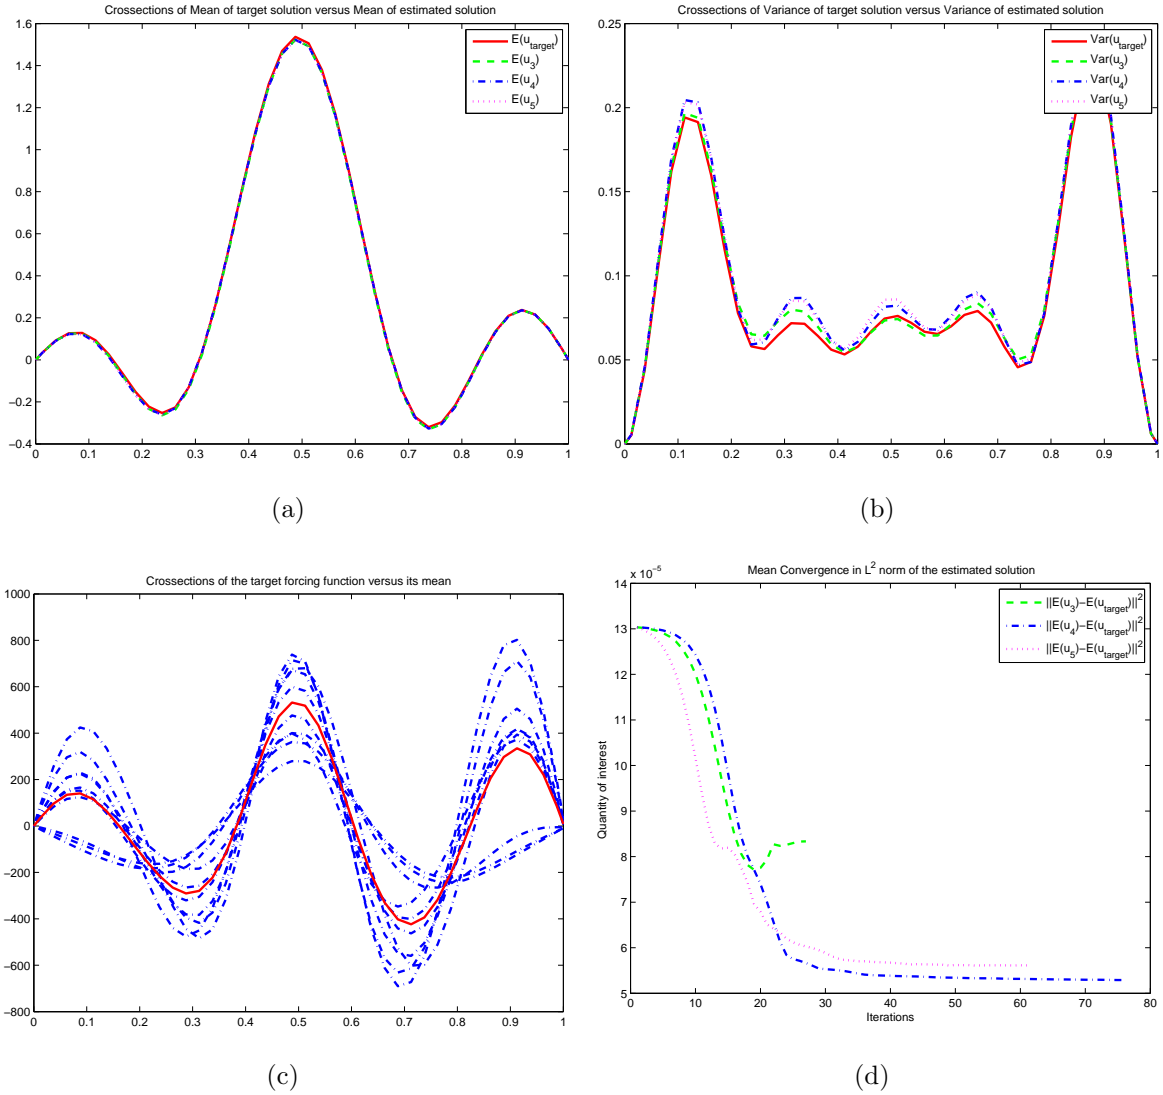 Crossections of Mean of target solution versus Mean of estimated solution
1.6
1.4
1.2
1
0.8
0.6
0.4
0.2
0
−0.2
−0.4
0 0.1 0.2 0.3 0.4 0.5 0.6 0.7 0.8 0.9 1
E(u_target)
E(u_3)
E(u_4)
E(u_5)
(a)
Crossections of Variance of target solution versus Variance of estimated solution
0.25
0.2
0.15
0.1
0.05
0
0 0.1 0.2 0.3 0.4 0.5 0.6 0.7 0.8 0.9 1
Var(u_target)
Var(u_3)
Var(u_4)
Var(u_5)
(b)
Crossections of the target forcing function versus its mean
1000
800
600
400
200
0
−200
−400
−600
−800
0 0.1 0.2 0.3 0.4 0.5 0.6 0.7 0.8 0.9 1
(c)
Mean Convergence in L^2 norm of the estimated solution
x 10^−5
14
13
12
11
10
9
8
7
6
5
Quantity of interest
0 10 20 30 40 50 60 70 80
Iterations
||E(u_3)−E(u_target)||^2
||E(u_4)−E(u_target)||^2
||E(u_5)−E(u_target)||^2
(d)